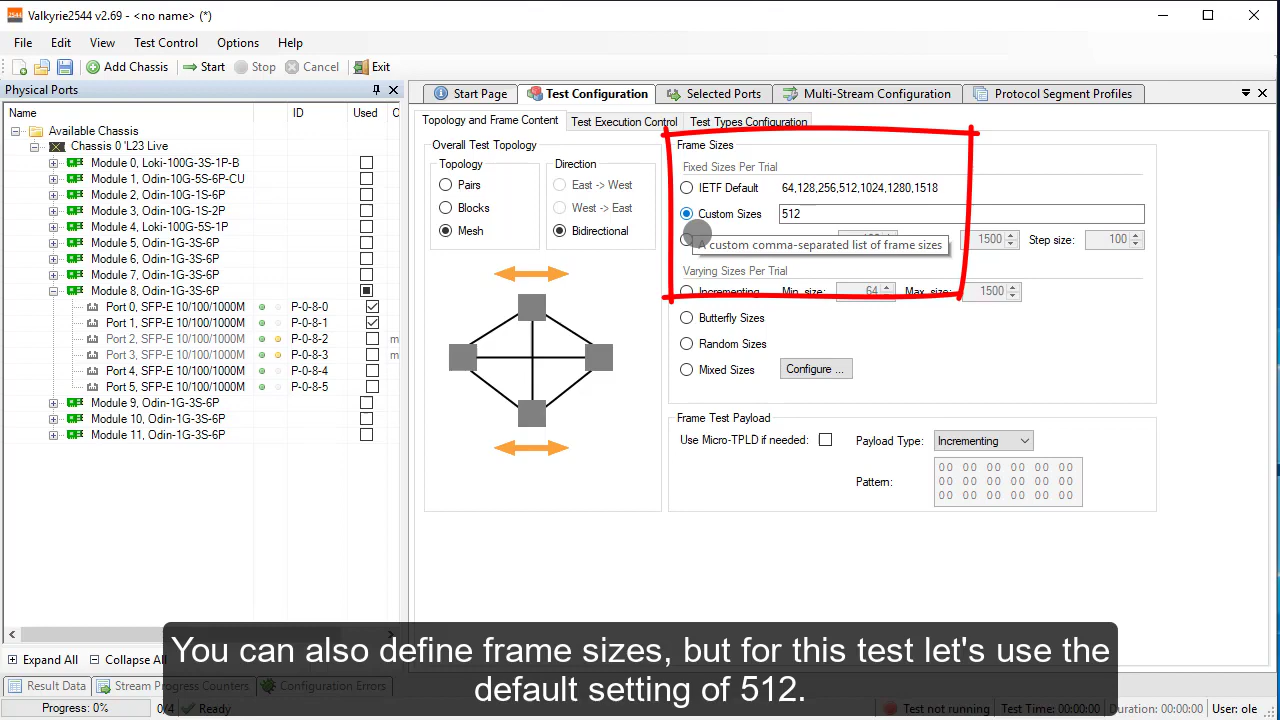 Valkyrie2544 v2.69 - <no name> (*)
File Edit View Test Control Options Help
Add Chassis Start Stop Cancel Exit
Physical Ports
Name ID Used
Available Chassis
Chassis 0 'L23 Live
Module 0, Loki-100G-3S-1P-B
Module 1, Odin-10G-5S-6P-CU
Module 2, Odin-10G-1S-6P
Module 3, Odin-10G-1S-2P
Module 4, Loki-100G-5S-1P
Module 5, Odin-1G-3S-6P
Module 6, Odin-1G-3S-6P
Module 7, Odin-1G-3S-6P
Module 8, Odin-1G-3S-6P
Port 0, SFP-E 10/100/1000M P-0-8-0
Port 1, SFP-E 10/100/1000M P-0-8-1
Port 2, SFP-E 10/100/1000M P-0-8-2
Port 3, SFP-E 10/100/1000M P-0-8-3
Port 4, SFP-E 10/100/1000M P-0-8-4
Port 5, SFP-E 10/100/1000M P-0-8-5
Module 9, Odin-1G-3S-6P
Module 10, Odin-1G-3S-6P
Module 11, Odin-1G-3S-6P
Expand All Collapse All
Start Page Test Configuration Selected Ports Multi-Stream Configuration Protocol Segment Profiles
Topology and Frame Content Test Execution Control Test Types Configuration
Overall Test Topology
Topology
Pairs
Blocks
Mesh
Direction
East -> West
West -> East
Bidirectional
Frame Sizes
Fixed Sizes Per Trial
IETF Default 64,128,256,512,1024,1280,1518
Custom Sizes 512
A custom comma-separated list of frame sizes
1500 Step size: 100
Varying Sizes Per Trial
Incrementing Min. size: 64 Max. size: 1500
Butterfly Sizes
Random Sizes
Mixed Sizes Configure ...
Frame Test Payload
Use Micro-TPLD if needed: Payload Type: Incrementing
Pattern:
00 00 00 00 00 00
00 00 00 00 00 00
00 00 00 00 00 00
You can also define frame sizes, but for this test let's use the
default setting of 512.
Result Data Stream Progress Counters Configuration Errors
Progress: 0% 0/4 Ready Test not running Test Time: 00:00:00 Duration: 00:00:00 User: ole